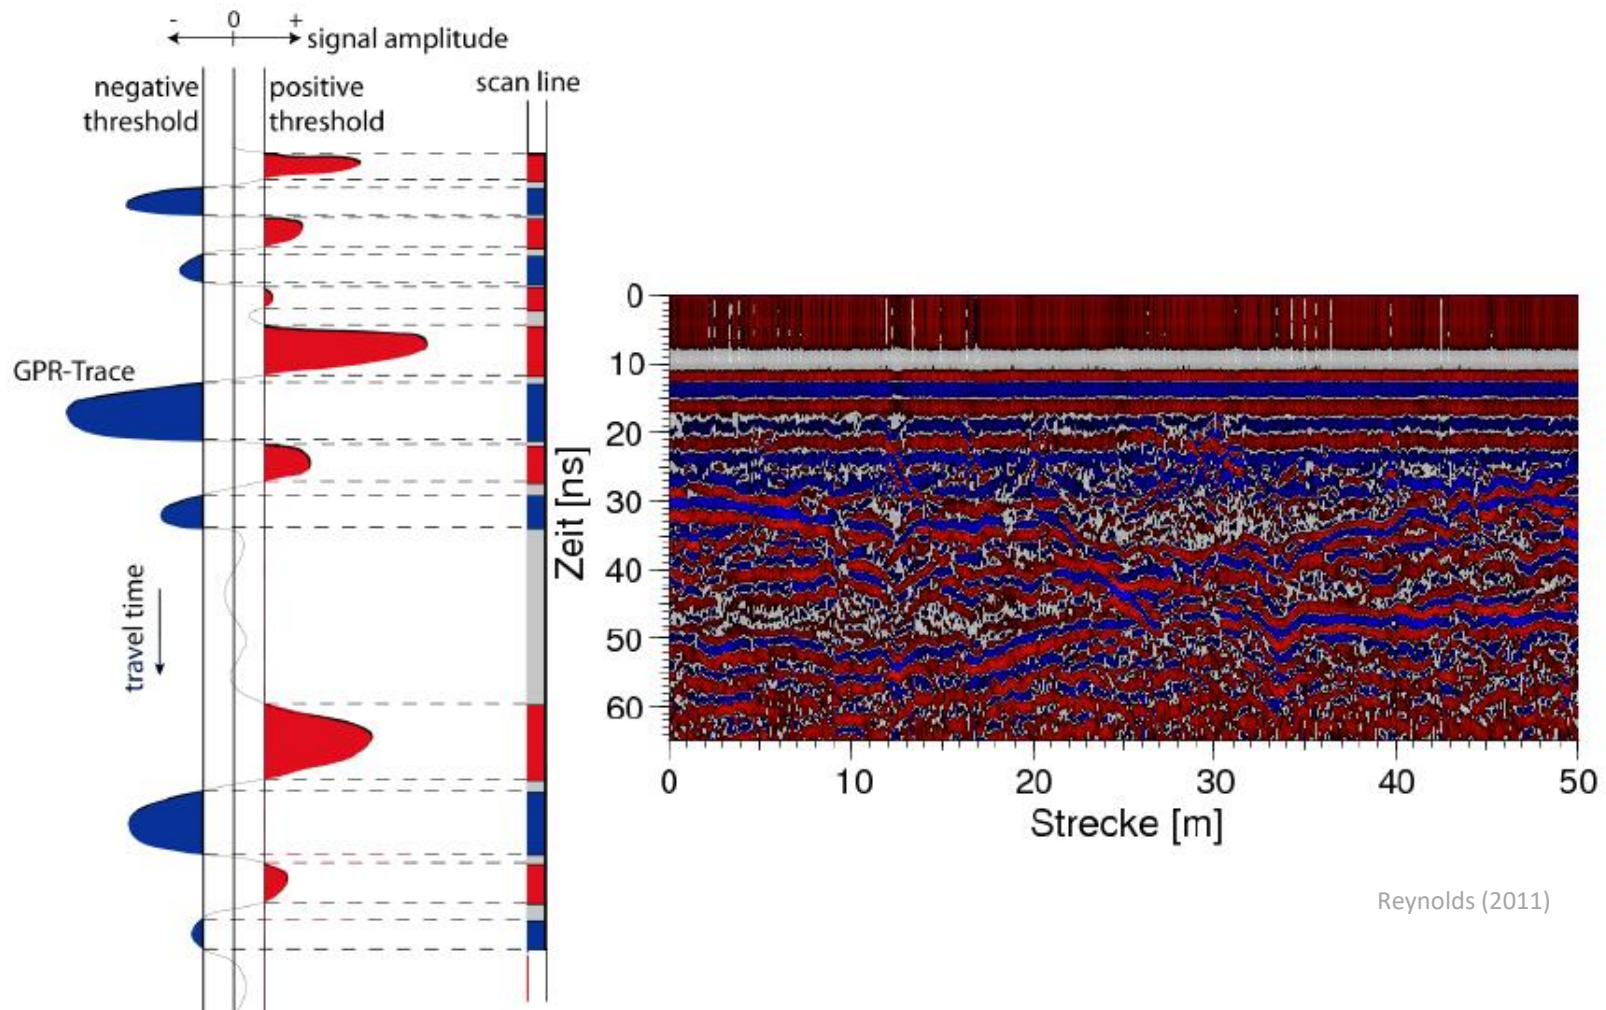 - 0 +
signal amplitude
negative
threshold
positive
threshold
scan line
GPR-Trace
travel time
Zeit [ns]
0
10
20
30
40
50
60
0 10 20 30 40 50
Strecke [m]
Reynolds (2011)